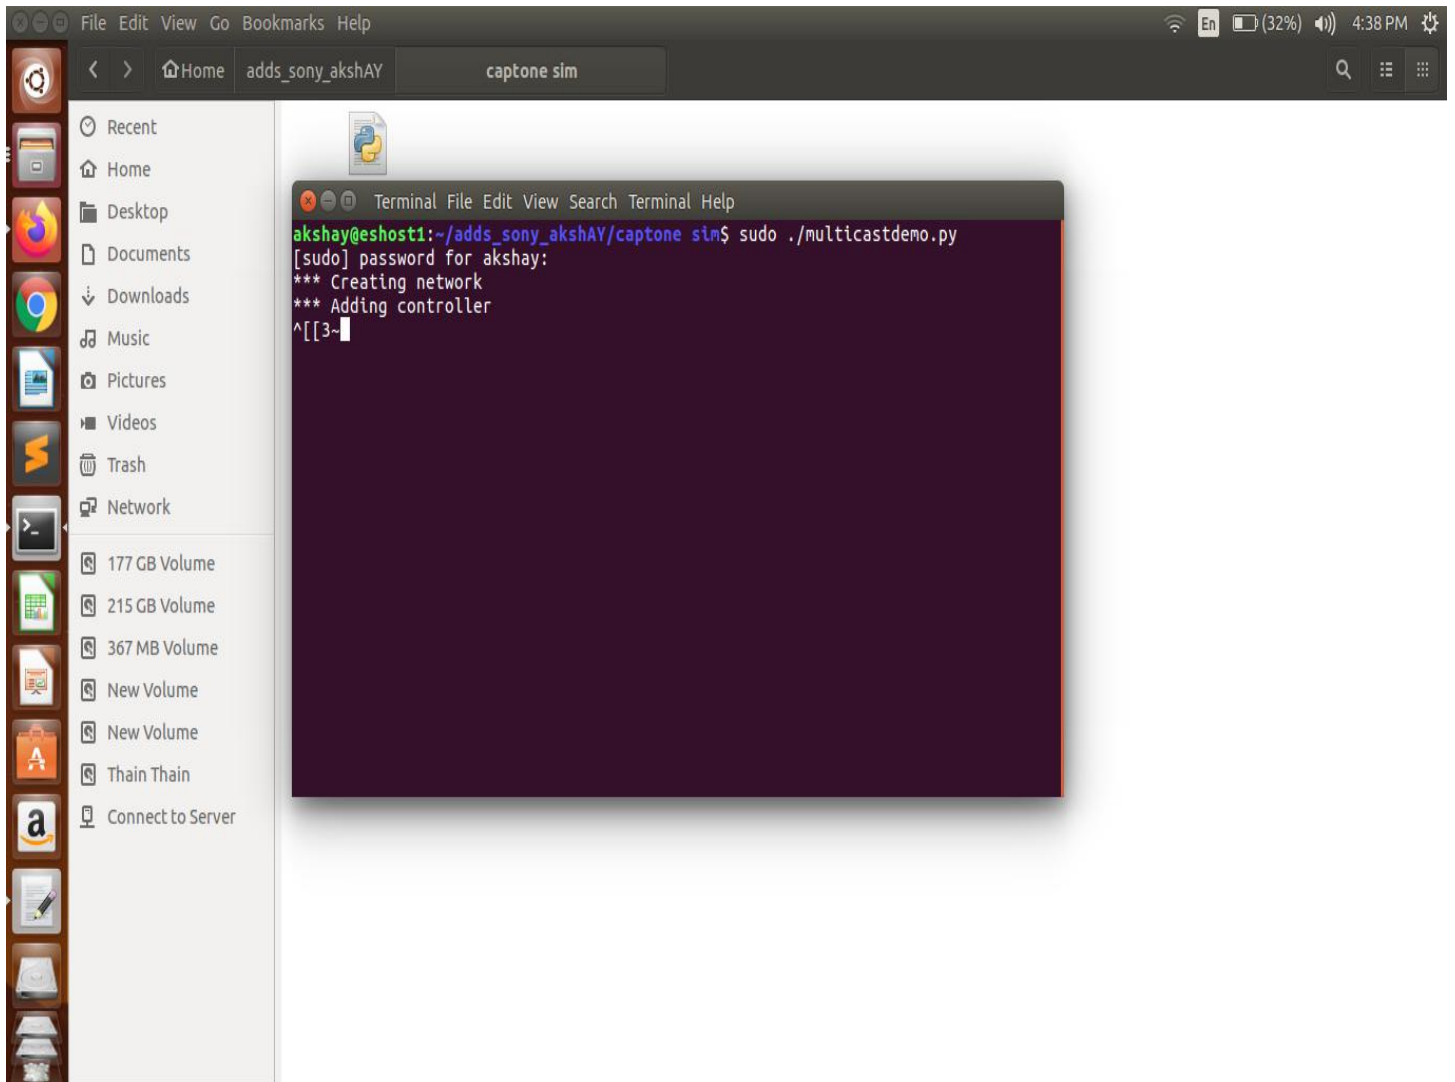 File Edit View Go Bookmarks Help
En (32%) 4:38 PM
Home adds_sony_akshAY captone sim
Recent
Home
Desktop
Documents
Downloads
Music
Pictures
Videos
Trash
Network
177 GB Volume
215 GB Volume
367 MB Volume
New Volume
New Volume
Thain Thain
Connect to Server
Terminal File Edit View Search Terminal Help
akshay@eshost1:~/adds_sony_akshAY/captone sim$ sudo ./multicastdemo.py
[sudo] password for akshay:
*** Creating network
*** Adding controller
^[[3~